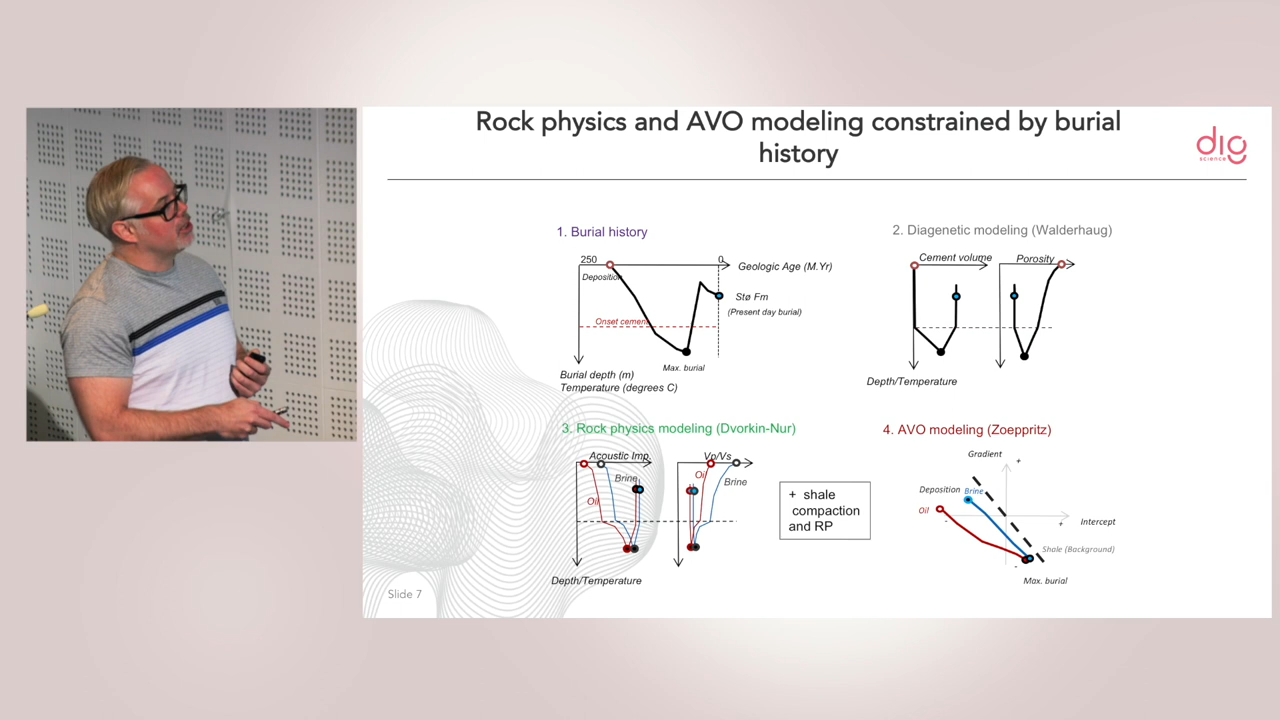 Rock physics and AVO modeling constrained by burial
history
dig
science
1. Burial history
250
0
Geologic Age (M.Yr)
Deposition
Stø Fm
(Present day burial)
Onset cement
Max. burial
Burial depth (m)
Temperature (degrees C)
2. Diagenetic modeling (Walderhaug)
Cement volume
Porosity
Depth/Temperature
3. Rock physics modeling (Dvorkin-Nur)
Acoustic Imp.
Vp/Vs
Brine
Oil
Oil
Brine
Depth/Temperature
+ shale
compaction
and RP
4. AVO modeling (Zoeppritz)
Gradient
+
Deposition
Brine
Oil
-
Intercept
+
Shale (Background)
-
Max. burial
Slide 7